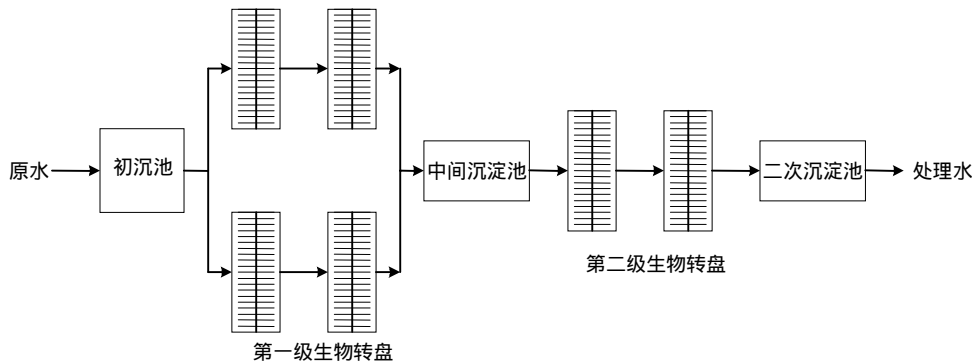 原水
初沉池
中间沉淀池
二次沉淀池
处理水
第二级生物转盘
第一级生物转盘